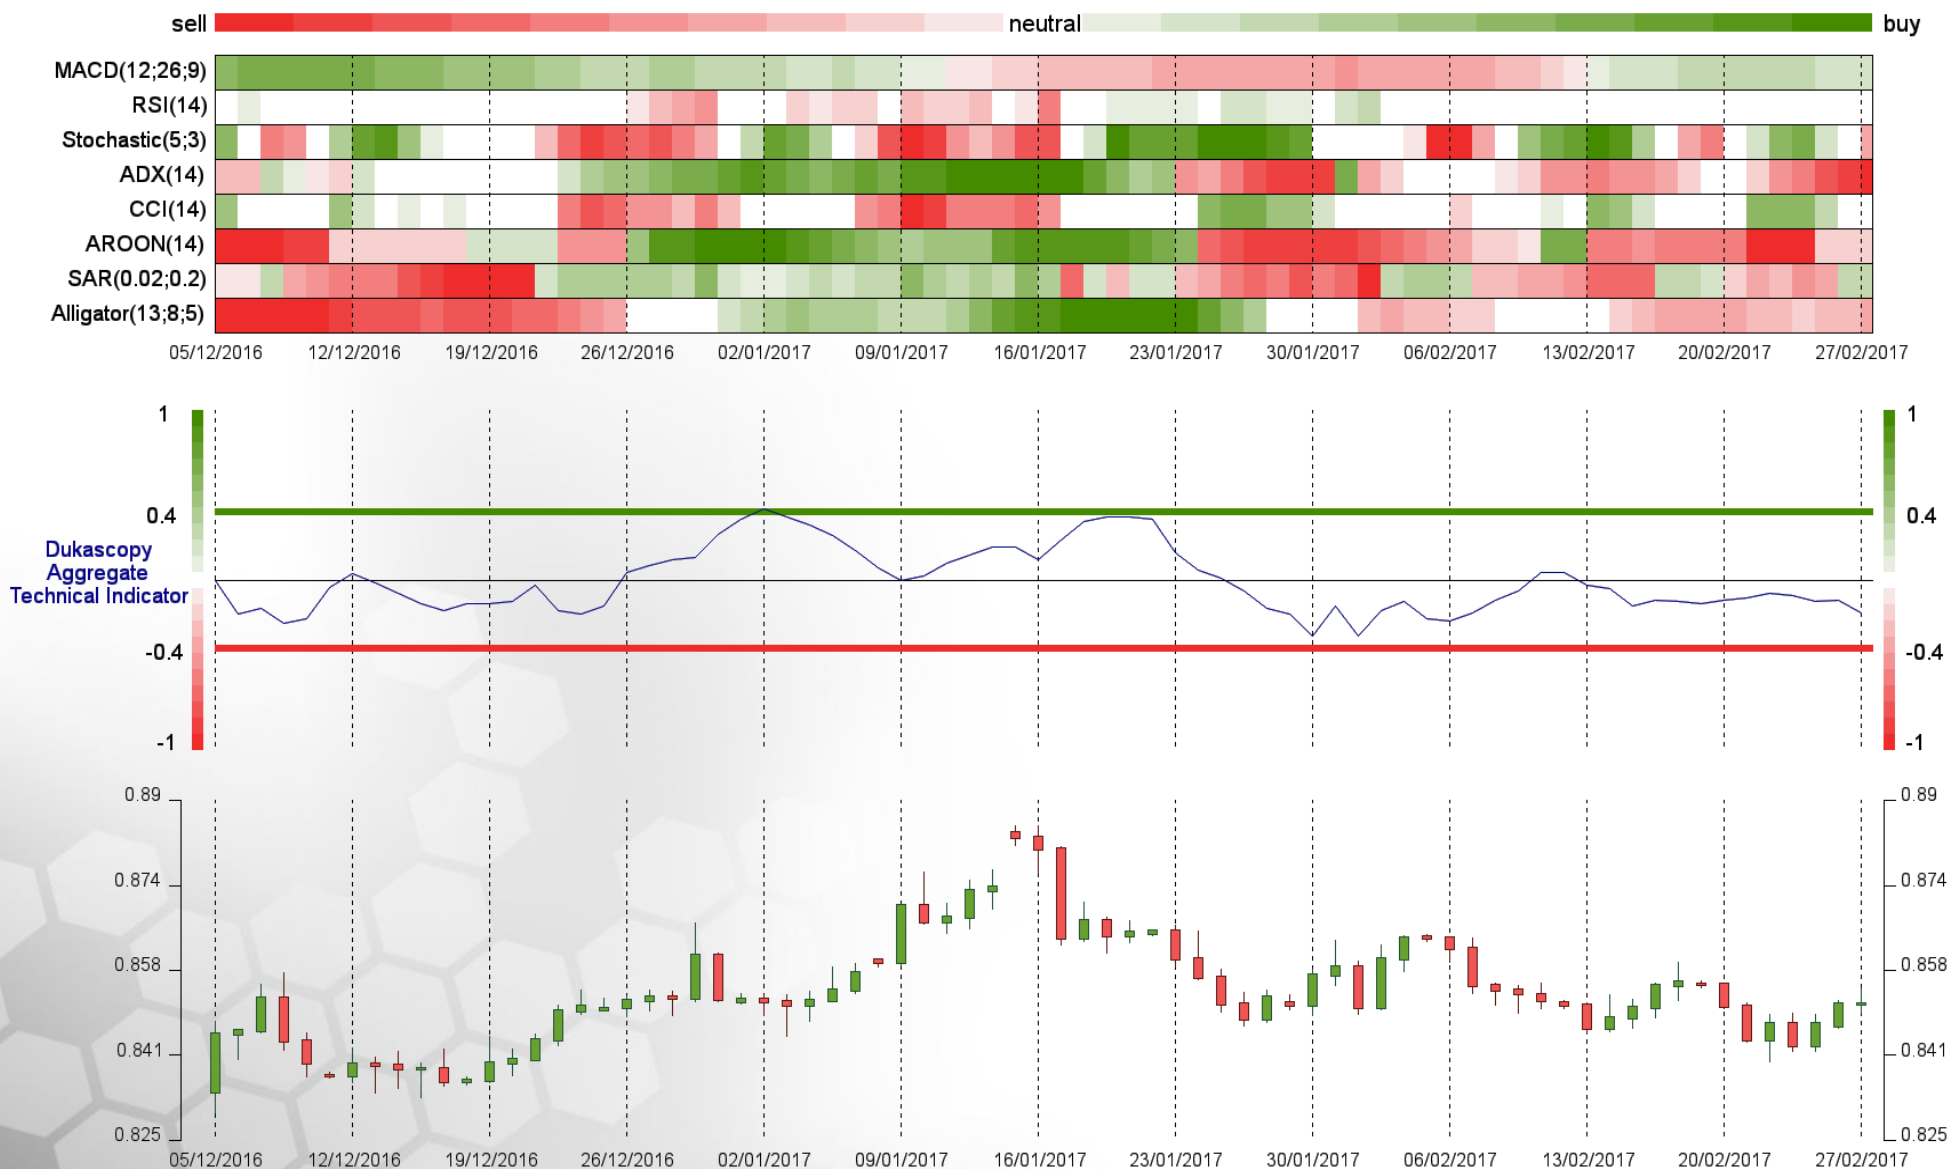 sell neutral buy
MACD(12;26;9)
RSI(14)
Stochastic(5;3)
ADX(14)
CCI(14)
AROON(14)
SAR(0.02;0.2)
Alligator(13;8;5)
05/12/2016 12/12/2016 19/12/2016 26/12/2016 02/01/2017 09/01/2017 16/01/2017 23/01/2017 30/01/2017 06/02/2017 13/02/2017 20/02/2017 27/02/2017
1 1
0.4 0.4
Dukascopy
Aggregate
Technical Indicator
-0.4 -0.4
-1 -1
0.89 0.89
0.874 0.874
0.858 0.858
0.841 0.841
0.825 0.825
05/12/2016 12/12/2016 19/12/2016 26/12/2016 02/01/2017 09/01/2017 16/01/2017 23/01/2017 30/01/2017 06/02/2017 13/02/2017 20/02/2017 27/02/2017